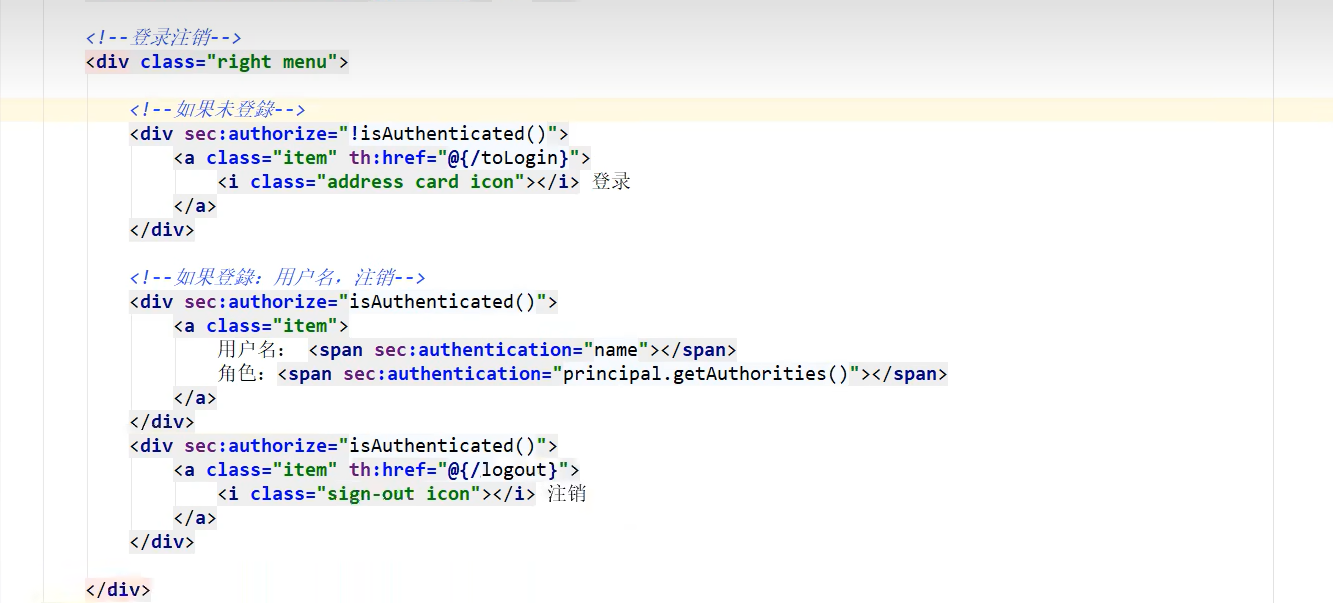 <!--登录注销-->
<div class="right menu">
<!--如果未登錄-->
<div sec:authorize="!isAuthenticated()">
<a class="item" th:href="@{/toLogin}">
<i class="address card icon"></i> 登录
</a>
</div>
<!--如果登錄：用户名，注销-->
<div sec:authorize="isAuthenticated()">
<a class="item">
用户名： <span sec:authentication="name"></span>
角色：<span sec:authentication="principal.getAuthorities()"></span>
</a>
</div>
<div sec:authorize="isAuthenticated()">
<a class="item" th:href="@{/logout}">
<i class="sign-out icon"></i> 注销
</a>
</div>
</div>